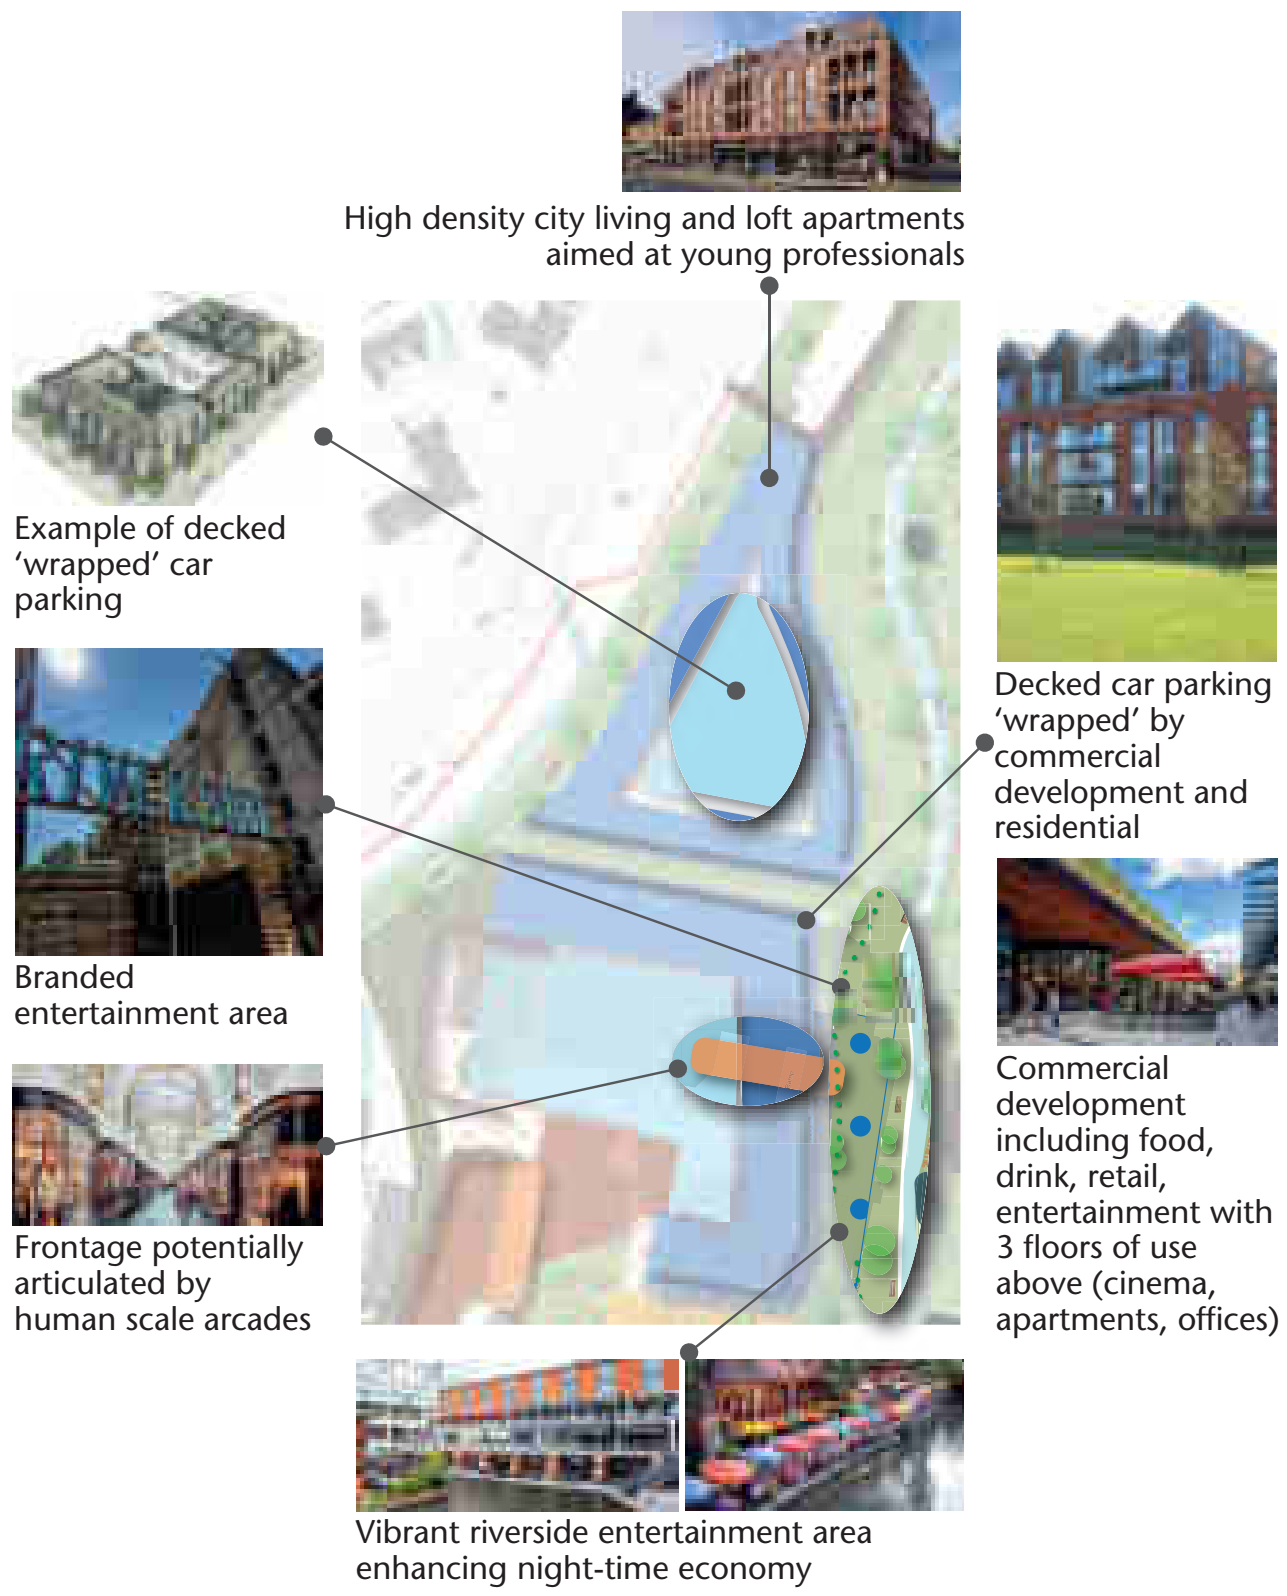 High density city living and loft apartments
aimed at young professionals
Example of decked
‘wrapped’ car
parking
Decked car parking
‘wrapped’ by
commercial
development and
residential
Branded
entertainment area
Commercial
development
including food,
drink, retail,
entertainment with
3 floors of use
above (cinema,
apartments, offices)
Frontage potentially
articulated by
human scale arcades
Vibrant riverside entertainment area
enhancing night-time economy